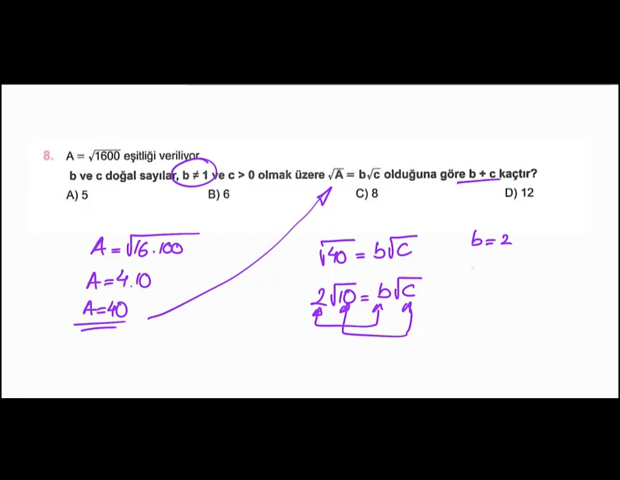 8. A = √1600 eşitliği veriliyor.
b ve c doğal sayılar, b ≠ 1 ve c > 0 olmak üzere √A = b√c olduğuna göre b + c kaçtır?
A) 5 B) 6 C) 8 D) 12
A = √16.100
A = 4.10
A = 40
√40 = b√c
2√10 = b√c
b = 2